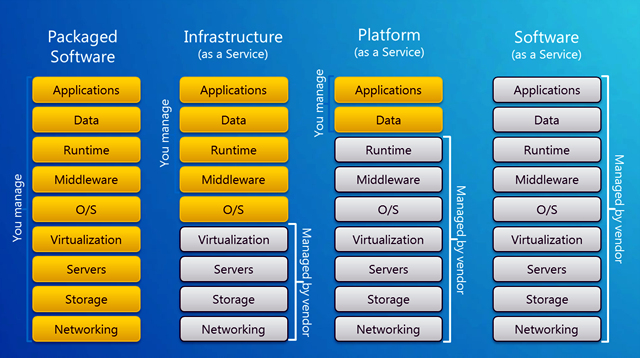 Packaged
Software
You manage
Applications
Data
Runtime
Middleware
O/S
Virtualization
Servers
Storage
Networking
Infrastructure
(as a Service)
You manage
Applications
Data
Runtime
Middleware
O/S
Virtualization
Servers
Storage
Networking
Managed by vendor
Platform
(as a Service)
You manage
Applications
Data
Runtime
Middleware
O/S
Virtualization
Servers
Storage
Networking
Managed by vendor
Software
(as a Service)
Applications
Data
Runtime
Middleware
O/S
Virtualization
Servers
Storage
Networking
Managed by vendor